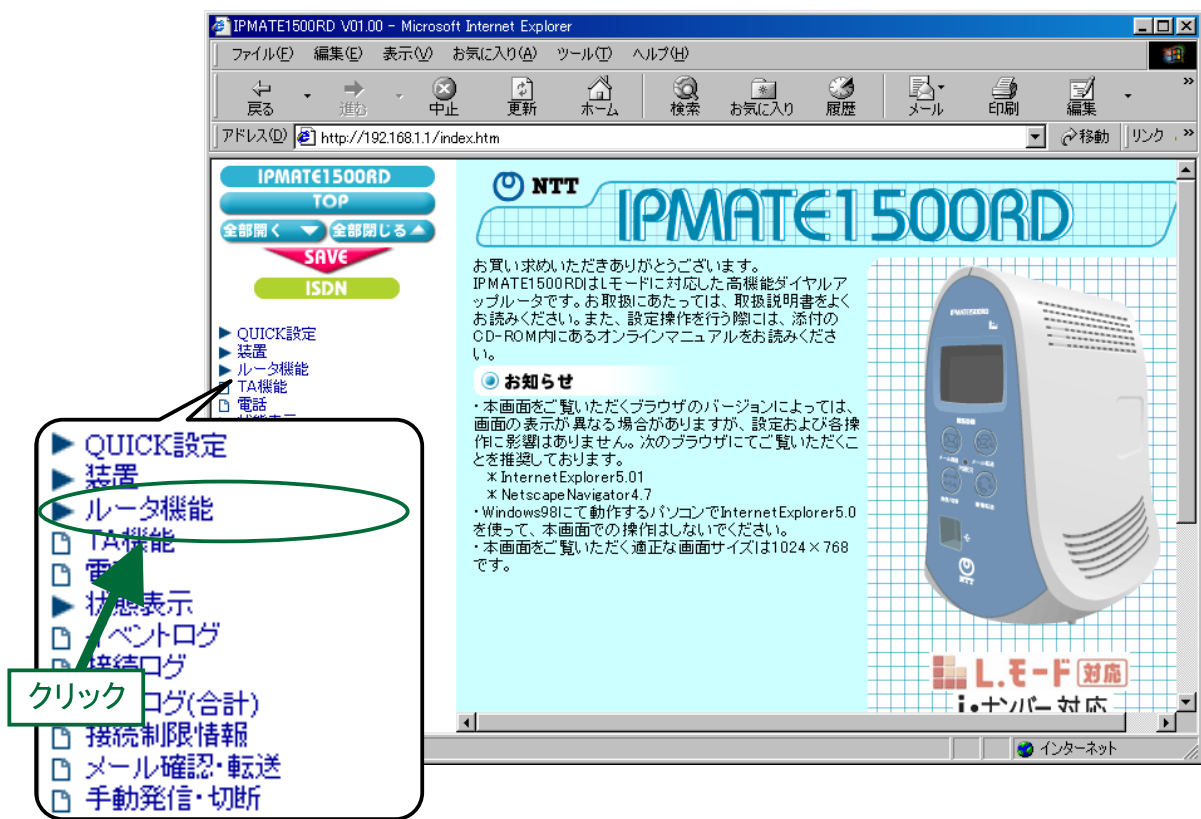 IPMATE1500RD V01.00 - Microsoft Internet Explorer
ファイル(F) 編集(E) 表示(V) お気に入り(A) ツール(T) ヘルプ(H)
戻る 進む 中止 更新 ホーム 検索 お気に入り 履歴 メール 印刷 編集 »
アドレス(D) http://192.168.1.1/index.htm 移動 リンク »
IPMATE1500RD
TOP
全部開く 全部閉じる
SAVE
ISDN
QUICK設定
装置
ルータ機能
TA機能
電話
NTT
IPMATE1500RD
お買い求めいただきありがとうございます。
IPMATE1500RDはLモードに対応した高機能ダイヤルア
ップルータです。お取扱にあたっては、取扱説明書をよく
お読みください。また、設定操作を行う際には、添付の
CD-ROM内にあるオンラインマニュアルをお読みくださ
い。
お知らせ
・本画面をご覧いただくブラウザのバージョンによっては、
画面の表示が異なる場合がありますが、設定および各操
作に影響はありません。次のブラウザにてご覧いただくこ
とを推奨しております。
* InternetExplorer5.01
* NetscapeNavigator4.7
・Windows98にて動作するパソコンでInternetExplorer5.0
を使って、本画面での操作はしないでください。
・本画面をご覧いただく適正な画面サイズは1024×768
です。
IPMATE1500RD
NTT
L.モード 対応
i・ナンバー対応
インターネット
QUICK設定
装置
ルータ機能
TA機能
電
状態表示
イベントログ
接続ログ
ログ(合計)
接続制限情報
メール確認・転送
手動発信・切断
クリック